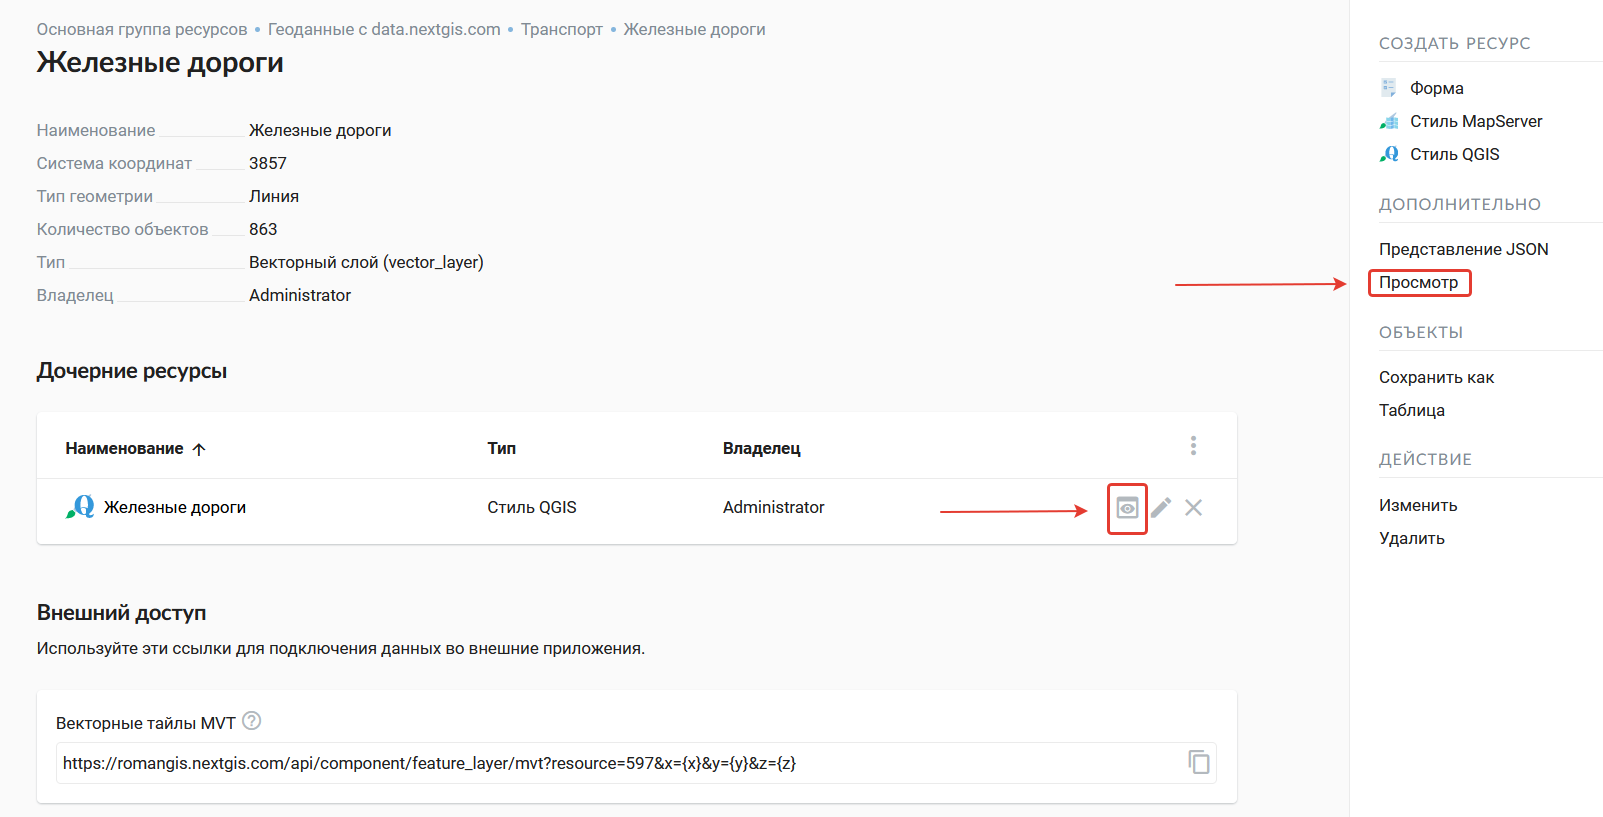 Основная группа ресурсов • Геоданные с data.nextgis.com • Транспорт • Железные дороги
Железные дороги
Наименование Железные дороги
Система координат 3857
Тип геометрии Линия
Количество объектов 863
Тип Векторный слой (vector_layer)
Владелец Administrator
Дочерние ресурсы
Наименование Тип Владелец
Железные дороги Стиль QGIS Administrator
Внешний доступ
Используйте эти ссылки для подключения данных во внешние приложения.
Векторные тайлы MVT ?
https://romangis.nextgis.com/api/component/feature_layer/mvt?resource=597&x={x}&y={y}&z={z}
СОЗДАТЬ РЕСУРС
Форма
Стиль MapServer
Стиль QGIS
ДОПОЛНИТЕЛЬНО
Представление JSON
Просмотр
ОБЪЕКТЫ
Сохранить как
Таблица
ДЕЙСТВИЕ
Изменить
Удалить